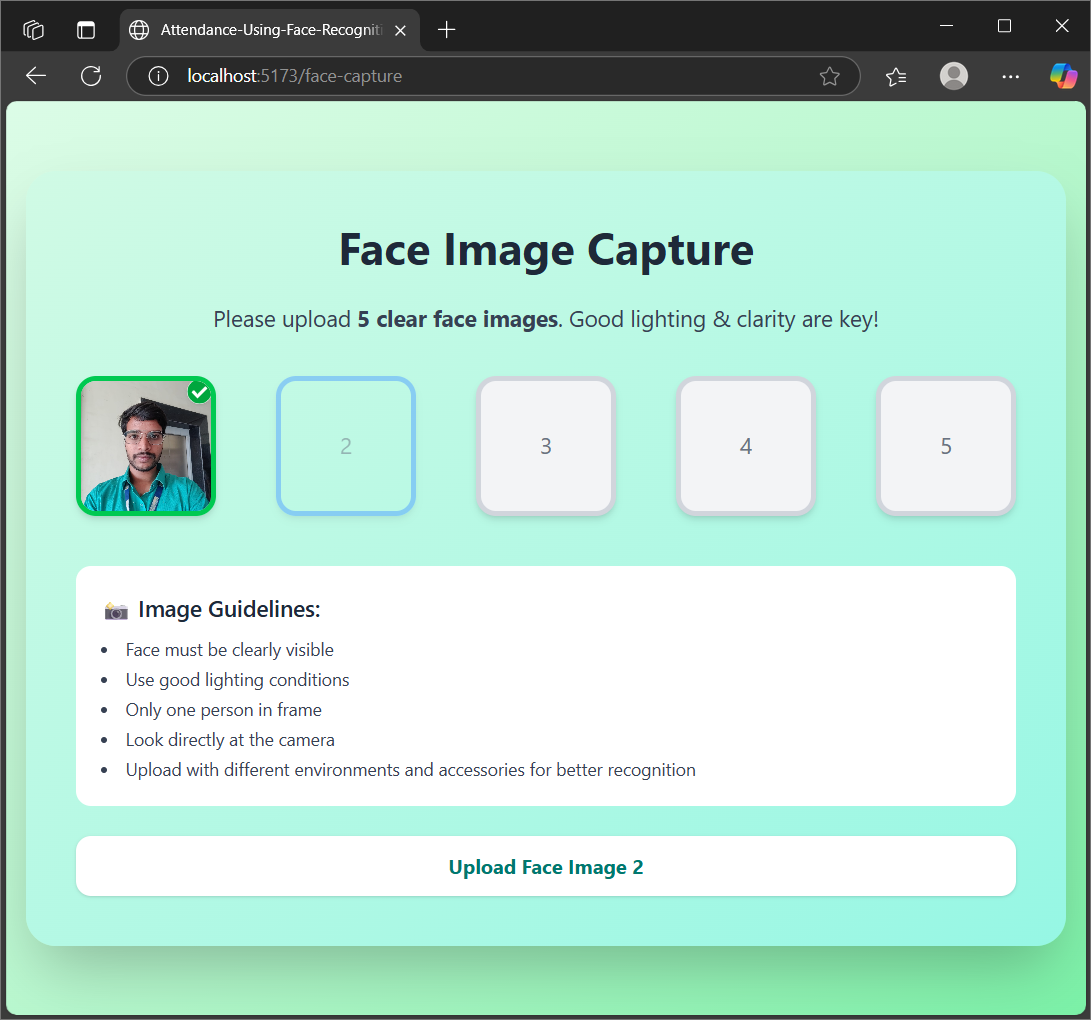 Attendance-Using-Face-Recogniti
localhost:5173/face-capture
Face Image Capture
Please upload 5 clear face images. Good lighting & clarity are key!
2
3
4
5
Image Guidelines:
• Face must be clearly visible
• Use good lighting conditions
• Only one person in frame
• Look directly at the camera
• Upload with different environments and accessories for better recognition
Upload Face Image 2